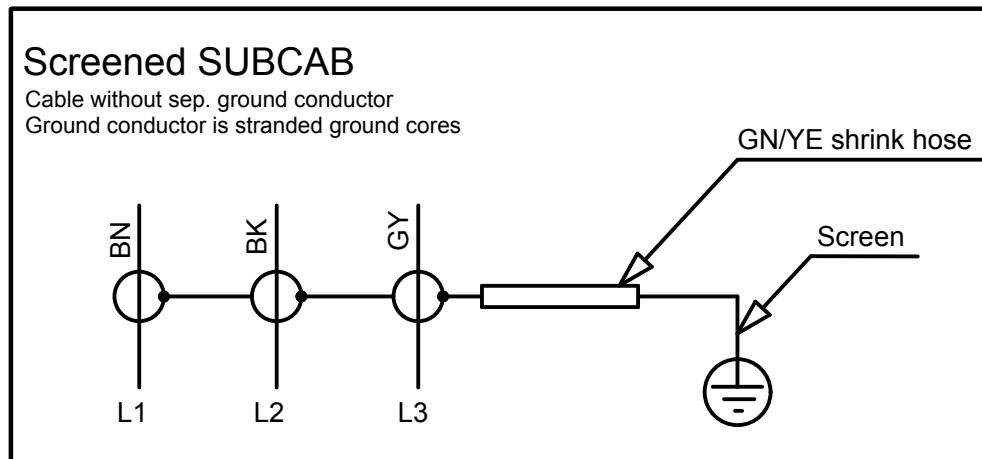 Screened SUBCAB
Cable without sep. ground conductor
Ground conductor is stranded ground cores
GN/YE shrink hose
Screen
BN
BK
GY
L1
L2
L3